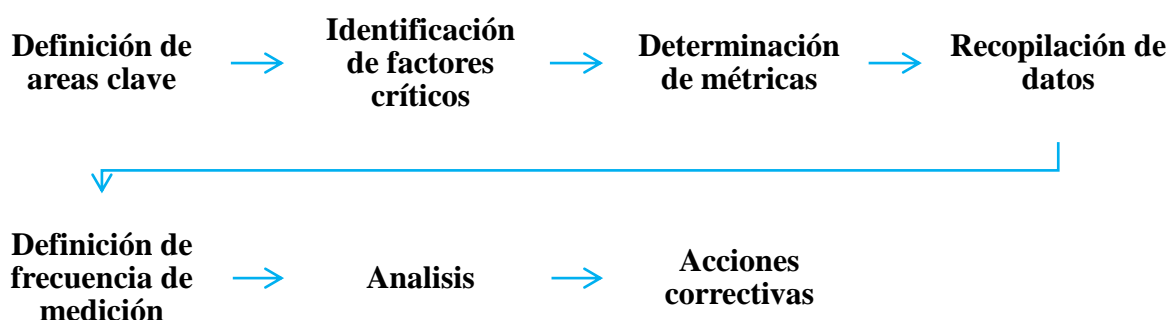 Definición de
areas clave
Identificación
de factores
críticos
Determinación
de métricas
Recopilación de
datos
Definición de
frecuencia de
medición
Analisis
Acciones
correctivas